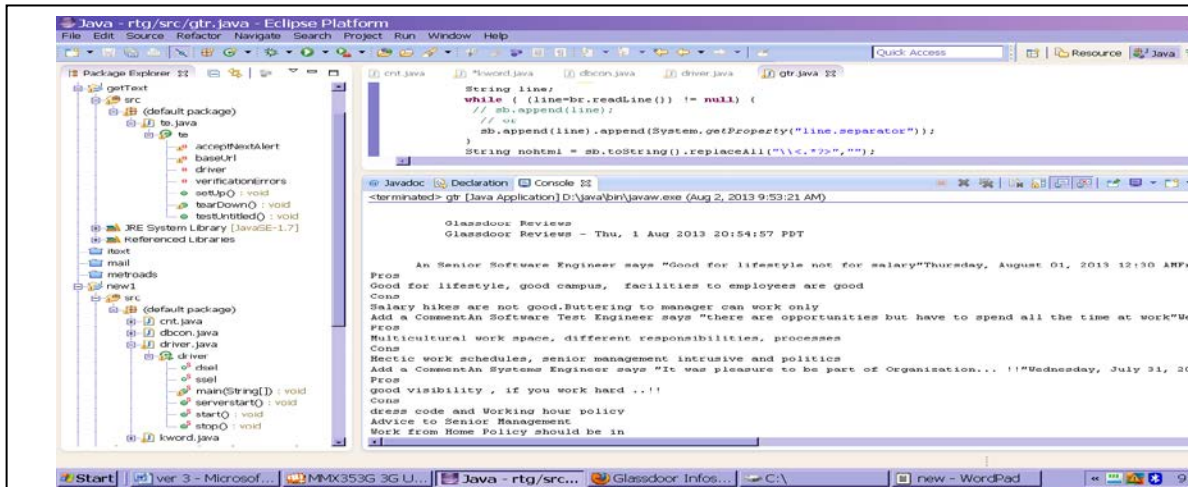 Java - rtg/src/gtr.java - Eclipse Platform
File Edit Source Refactor Navigate Search Project Run Window Help
Quick Access
Resource
Java
Package Explorer
getText
src
(default package)
te.java
te
acceptNextAlert
baseUrl
driver
verificationErrors
setUp() : void
tearDown() : void
testUntitled() : void
JRE System Library [JavaSE-1.7]
Referenced Libraries
itext
mail
metroads
new1
src
(default package)
cnt.java
dbcon.java
driver.java
driver
dsel
ssel
main(String[]) : void
serverstart() : void
start() : void
stop() : void
kword.java
cnt.java *kword.java dbcon.java driver.java gtr.java
String line;
while ( (line=br.readLine()) != null) {
// sb.append(line);
// or
sb.append(line).append(System.getProperty("line.separator"));
}
String nohtml = sb.toString().replaceAll("\\<.*?>","");
Javadoc Declaration Console
<terminated> gtr [Java Application] D:\java\bin\javaw.exe (Aug 2, 2013 9:53:21 AM)
Glassdoor Reviews
Glassdoor Reviews - Thu, 1 Aug 2013 20:54:57 PDT
An Senior Software Engineer says "Good for lifestyle not for salary"Thursday, August 01, 2013 12:30 AMFr
Pros
Good for lifestyle, good campus, facilities to employees are good
Cons
Salary hikes are not good.Buttering to manager can work only
Add a CommentAn Software Test Engineer says "there are opportunities but have to spend all the time at work"We
Pros
Multicultural work space, different responsibilities, processes
Cons
Hectic work schedules, senior management intrusive and politics
Add a CommentAn Systems Engineer says "It was pleasure to be part of Organization... !!"Wednesday, July 31, 20
Pros
good visibility , if you work hard ..!!
Cons
dress code and Working hour policy
Advice to Senior Management
Work from Home Policy should be in
Start
ver 3 - Microsof...
MMX353G 3G U...
Java - rtg/src...
Glassdoor Infos...
C:\
new - WordPad
9